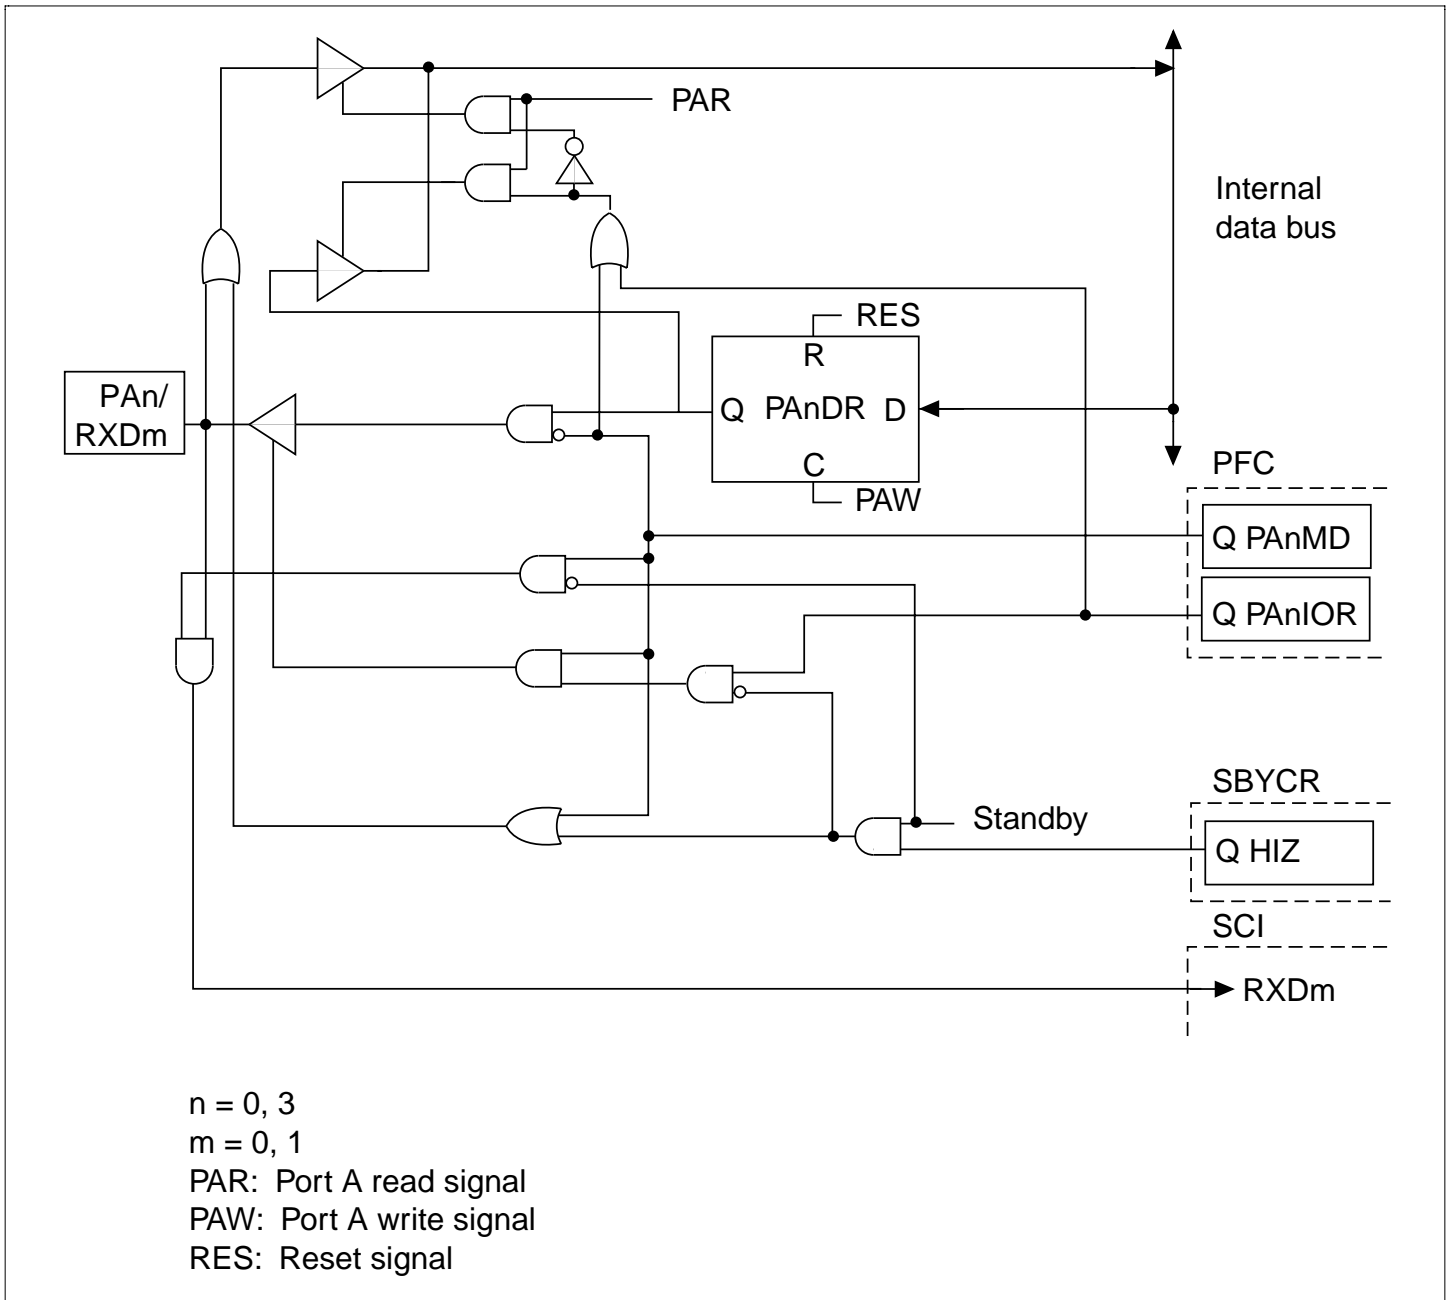 PAR
Internal
data bus
RES
R
PAn/
RXDm
Q PAnDR D
C
PAW
PFC
Q PAnMD
Q PAnIOR
SBYCR
Standby
Q HIZ
SCI
RXDm
n = 0, 3
m = 0, 1
PAR: Port A read signal
PAW: Port A write signal
RES: Reset signal